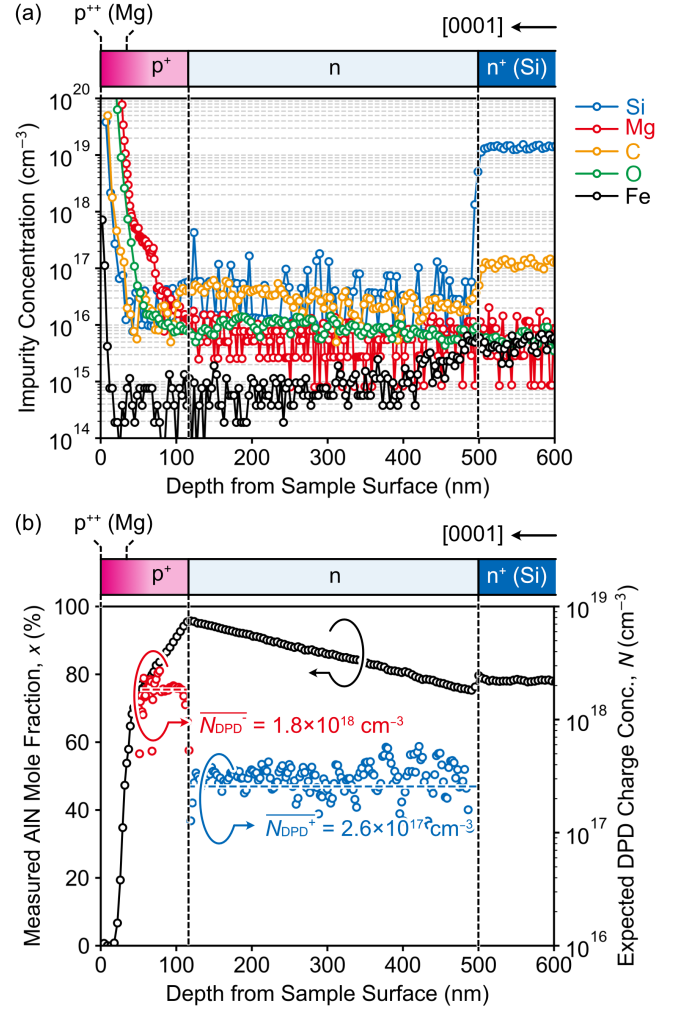 (a)
p⁺⁺ (Mg)
[0001]
p⁺
n
n⁺ (Si)
10²⁰
10¹⁹
10¹⁸
10¹⁷
10¹⁶
10¹⁵
10¹⁴
Impurity Concentration (cm⁻³)
Si
Mg
C
O
Fe
0
100
200
300
400
500
600
Depth from Sample Surface (nm)
(b)
p⁺⁺ (Mg)
[0001]
p⁺
n
n⁺ (Si)
100
80
60
40
20
0
Measured AlN Mole Fraction, x (%)
N_DPD⁻ = 1.8×10¹⁸ cm⁻³
N_DPD⁺ = 2.6×10¹⁷ cm⁻³
10¹⁹
10¹⁸
10¹⁷
10¹⁶
Expected DPD Charge Conc., N (cm⁻³)
0
100
200
300
400
500
600
Depth from Sample Surface (nm)